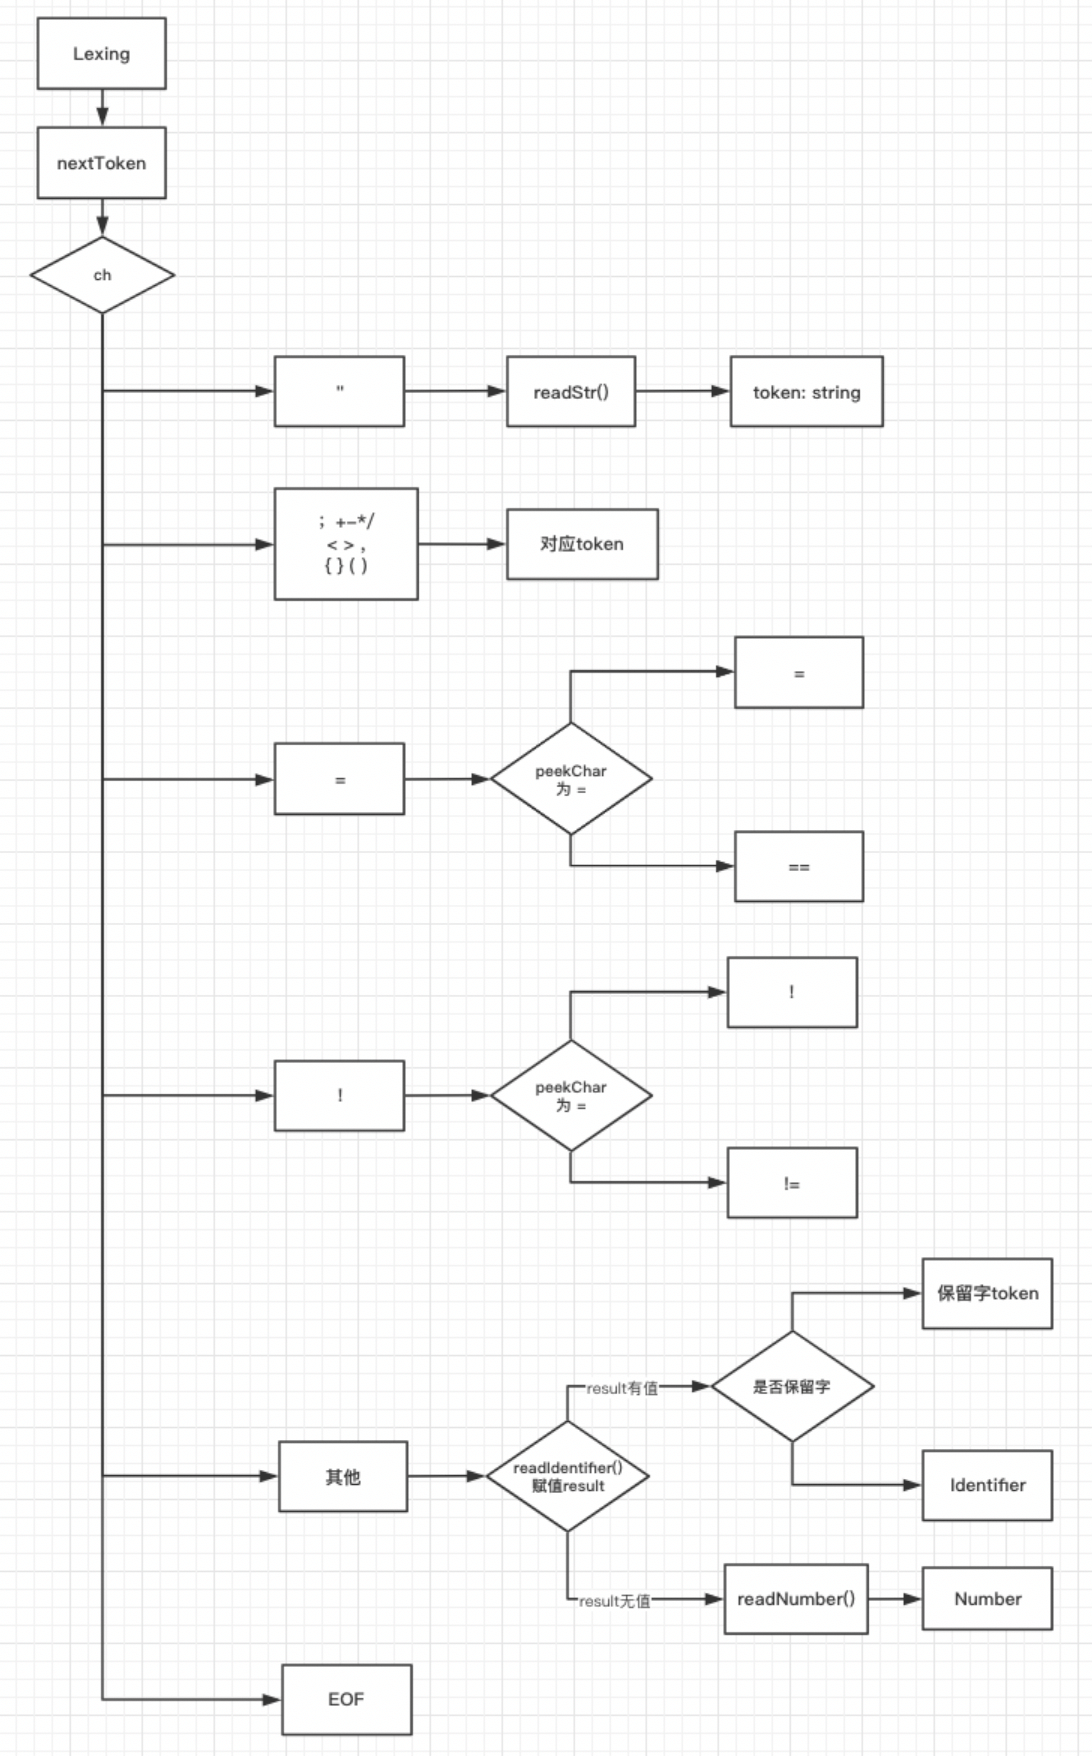 Lexing
nextToken
ch
"
readStr()
token: string
; +-*/
< > ,
{ } ( )
对应token
=
=
peekChar
为 =
==
!
!
peekChar
为 =
!=
保留字token
result有值
是否保留字
其他
readIdentifier()
赋值result
Identifier
result无值
readNumber()
Number
EOF